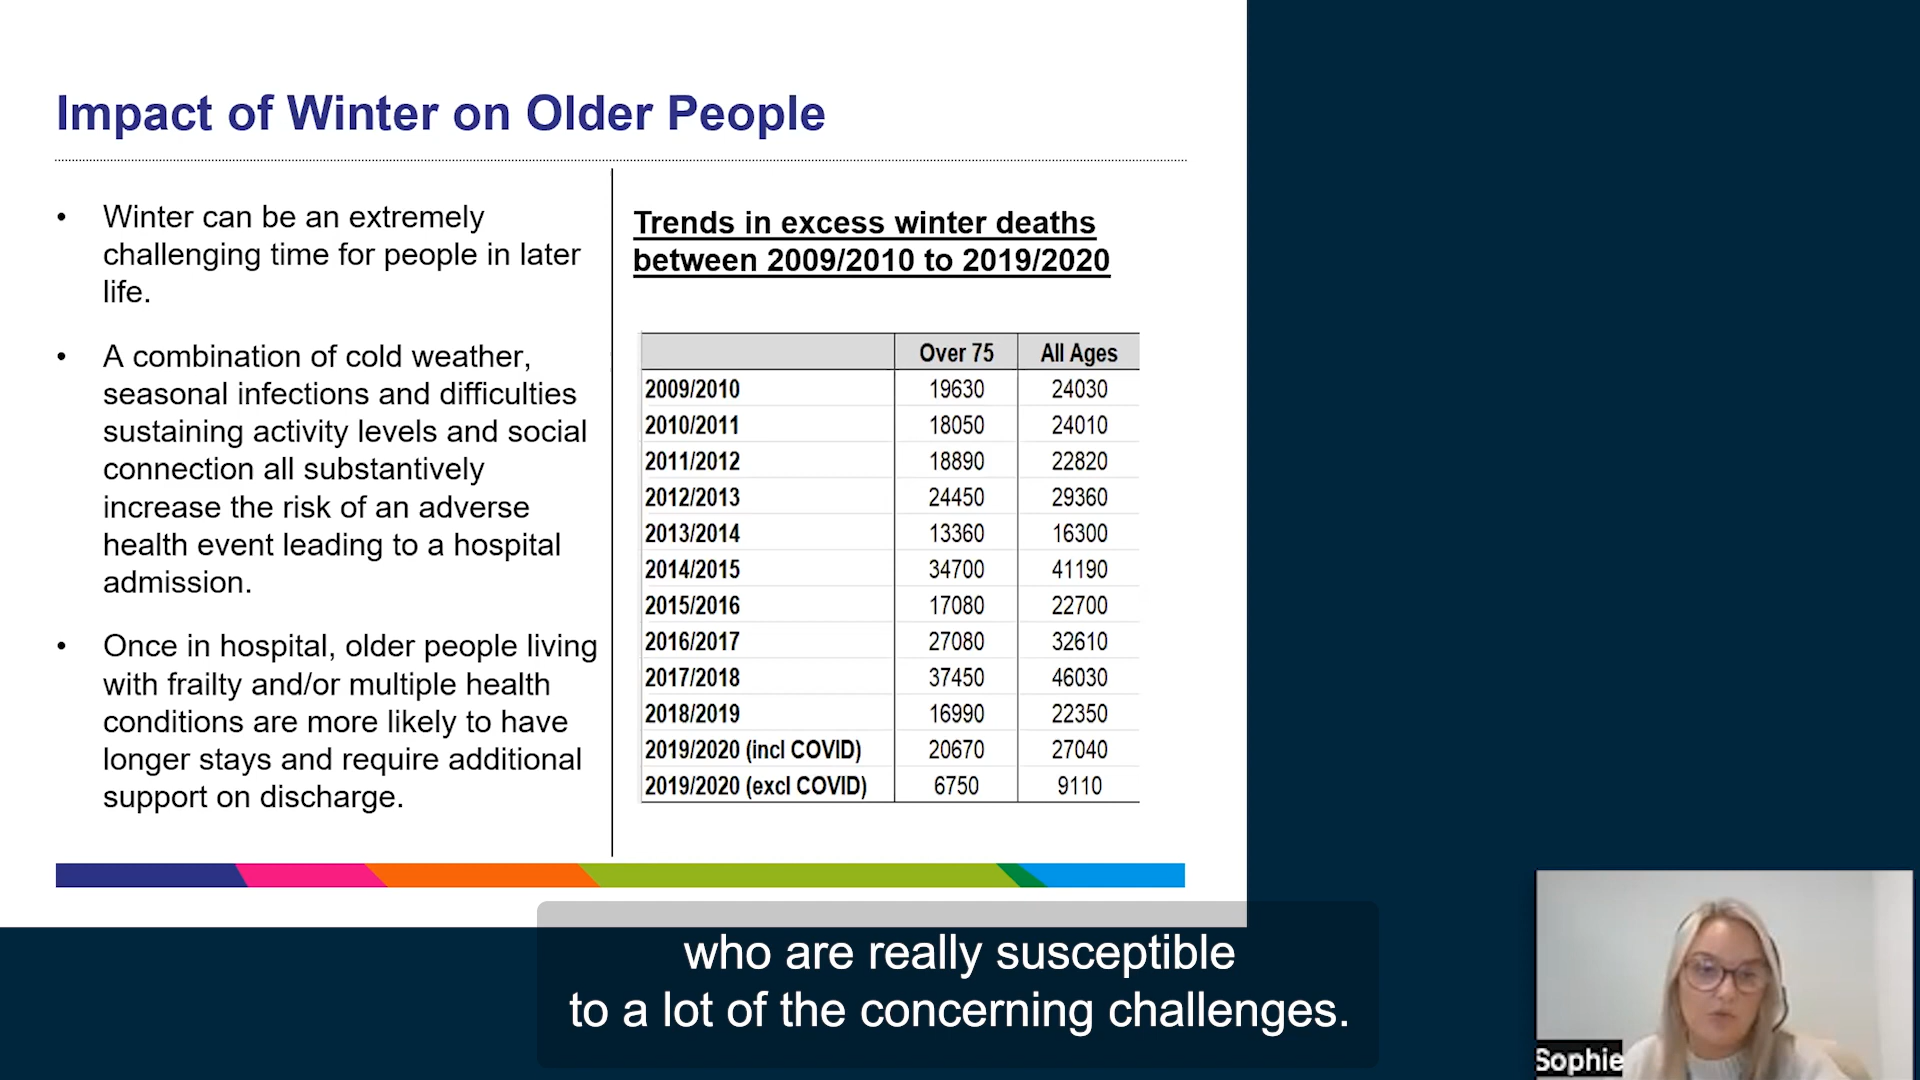 Impact of Winter on Older People
• Winter can be an extremely
challenging time for people in later
life.
• A combination of cold weather,
seasonal infections and difficulties
sustaining activity levels and social
connection all substantively
increase the risk of an adverse
health event leading to a hospital
admission.
• Once in hospital, older people living
with frailty and/or multiple health
conditions are more likely to have
longer stays and require additional
support on discharge.
Trends in excess winter deaths
between 2009/2010 to 2019/2020
Over 75 All Ages
2009/2010 19630 24030
2010/2011 18050 24010
2011/2012 18890 22820
2012/2013 24450 29360
2013/2014 13360 16300
2014/2015 34700 41190
2015/2016 17080 22700
2016/2017 27080 32610
2017/2018 37450 46030
2018/2019 16990 22350
2019/2020 (incl COVID) 20670 27040
2019/2020 (excl COVID) 6750 9110
who are really susceptible
to a lot of the concerning challenges.
Sophie